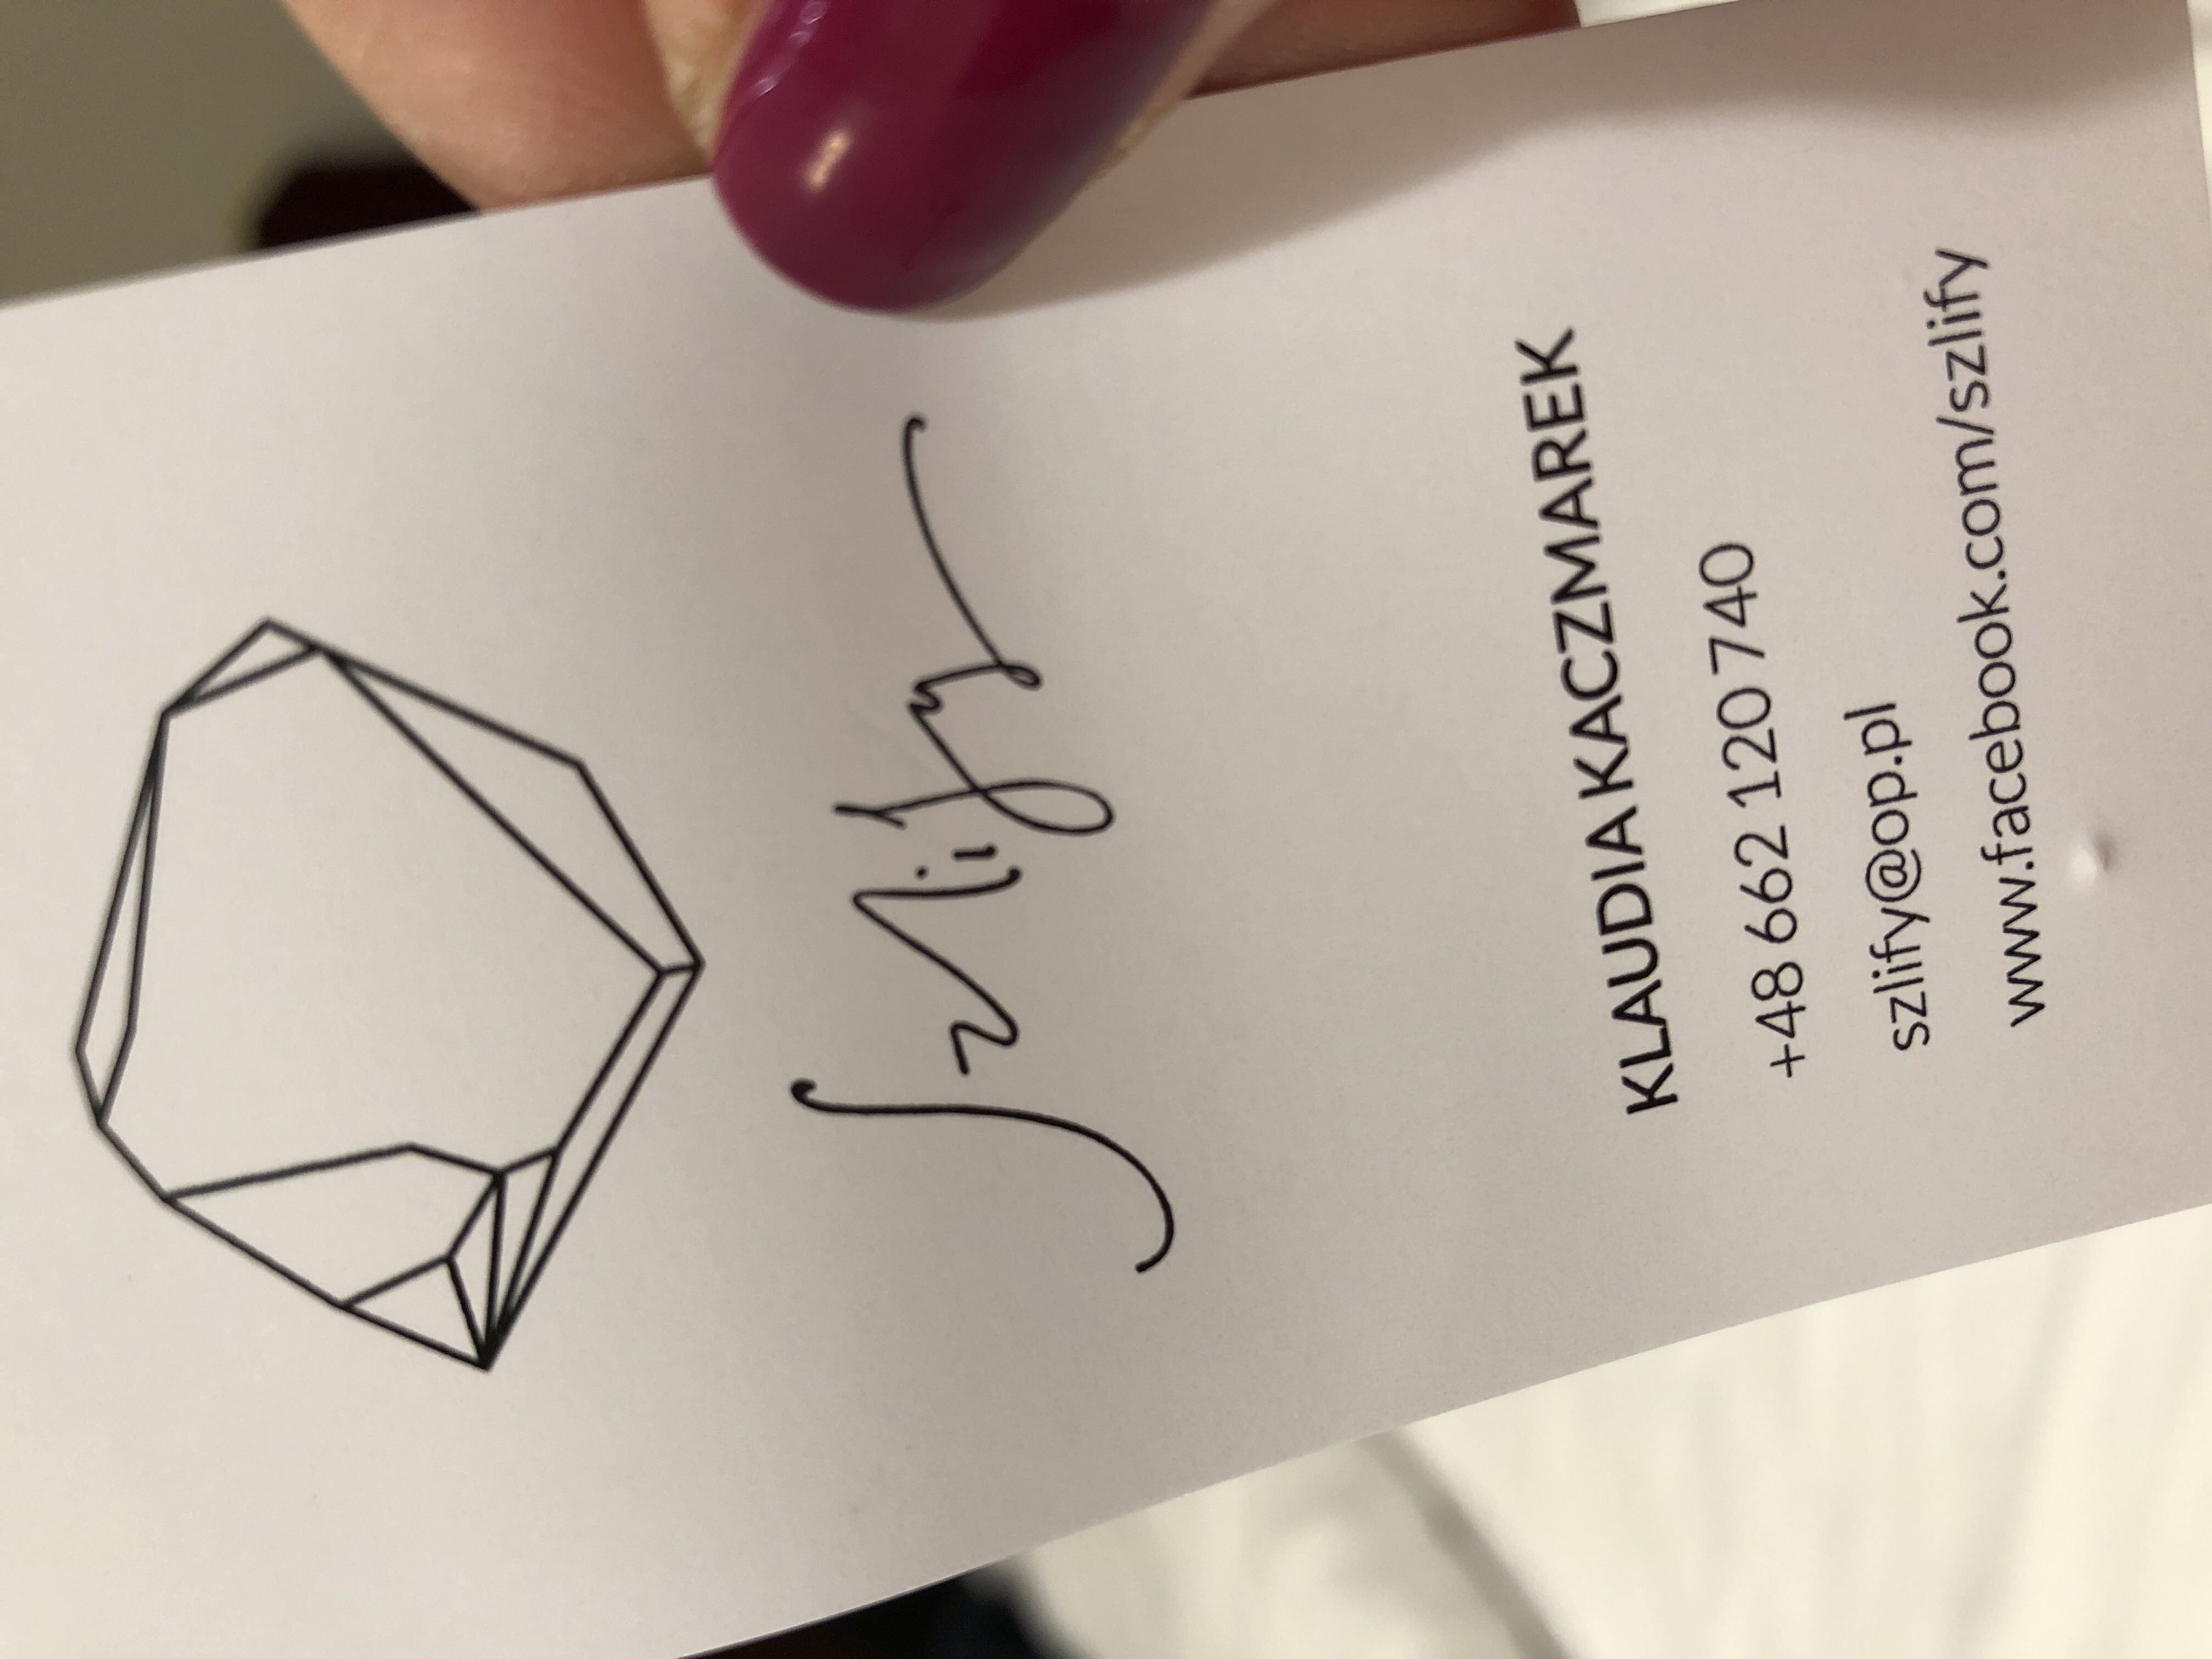 szlify
KLAUDIA KACZMAREK
+48 662 120 740
szlify@op.pl
www.facebook.com/szlify